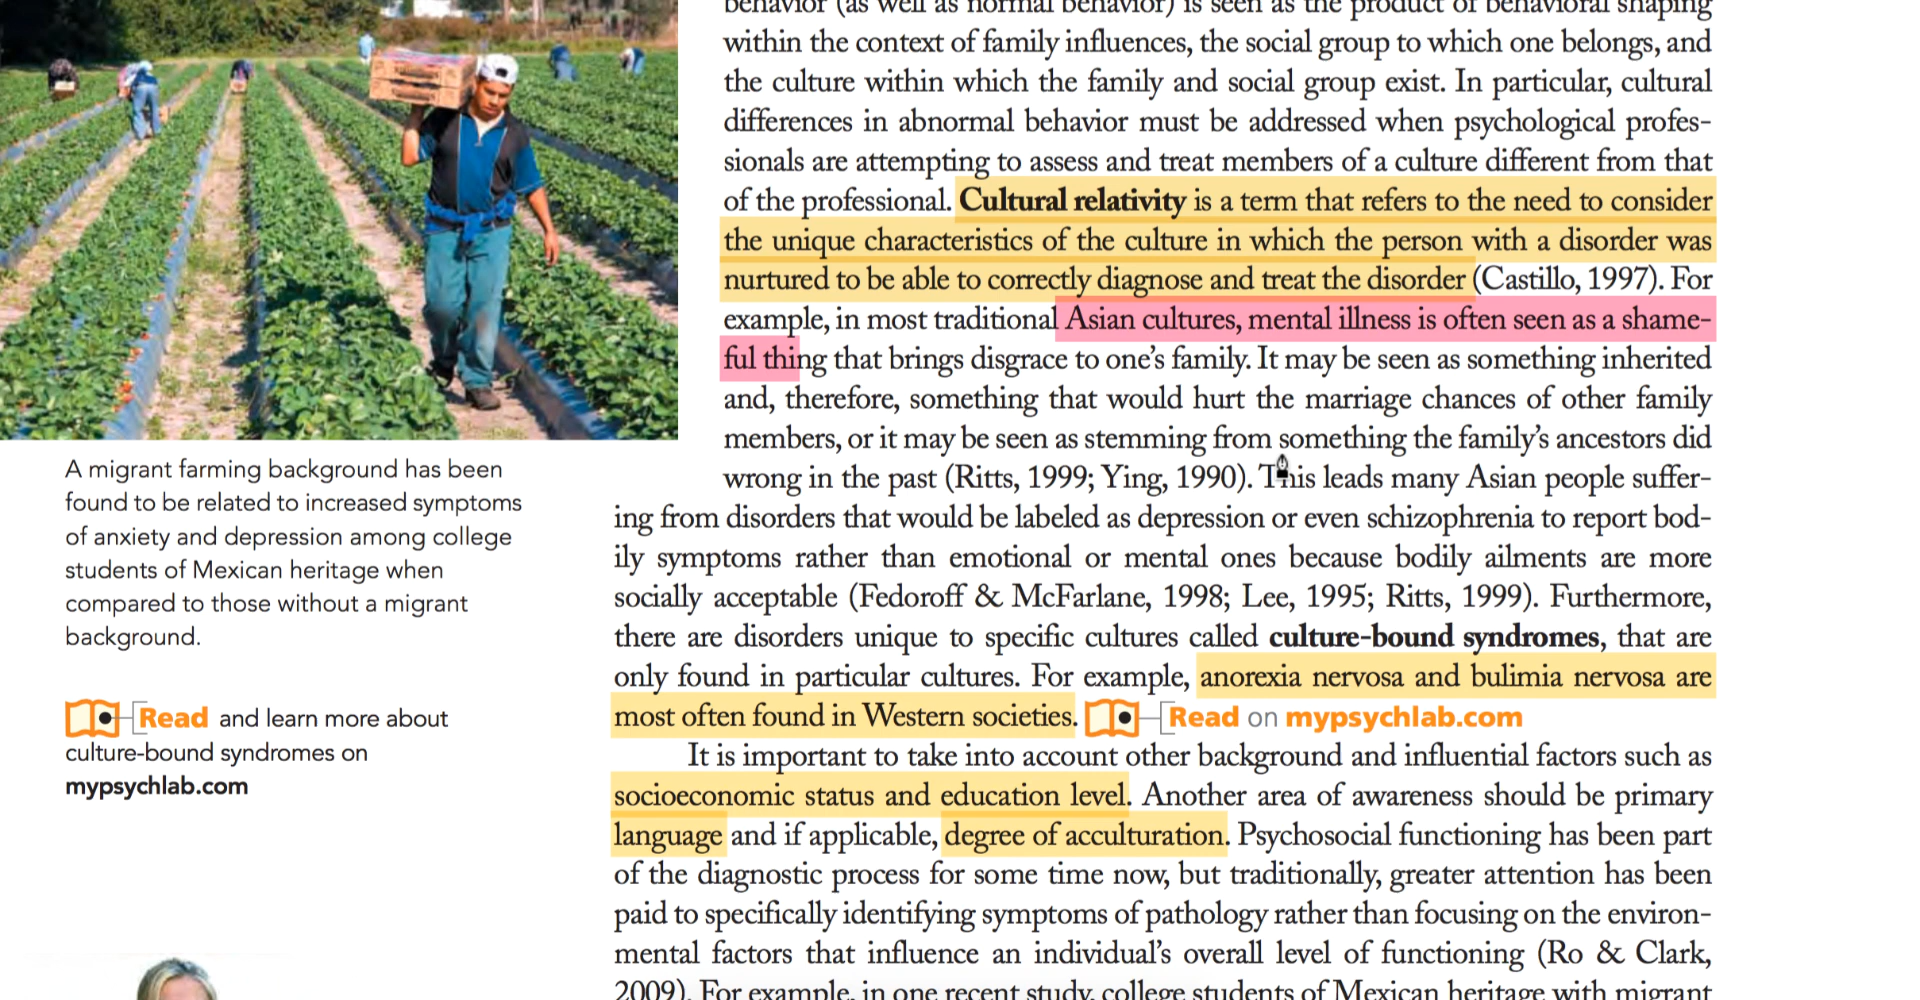 behavior (as well as normal behavior) is seen as the product of behavioral shaping
within the context of family influences, the social group to which one belongs, and
the culture within which the family and social group exist. In particular, cultural
differences in abnormal behavior must be addressed when psychological profes-
sionals are attempting to assess and treat members of a culture different from that
of the professional. Cultural relativity is a term that refers to the need to consider
the unique characteristics of the culture in which the person with a disorder was
nurtured to be able to correctly diagnose and treat the disorder (Castillo, 1997). For
example, in most traditional Asian cultures, mental illness is often seen as a shame-
ful thing that brings disgrace to one's family. It may be seen as something inherited
and, therefore, something that would hurt the marriage chances of other family
members, or it may be seen as stemming from something the family's ancestors did
wrong in the past (Ritts, 1999; Ying, 1990). This leads many Asian people suffer-
ing from disorders that would be labeled as depression or even schizophrenia to report bod-
ily symptoms rather than emotional or mental ones because bodily ailments are more
socially acceptable (Fedoroff & McFarlane, 1998; Lee, 1995; Ritts, 1999). Furthermore,
there are disorders unique to specific cultures called culture-bound syndromes, that are
only found in particular cultures. For example, anorexia nervosa and bulimia nervosa are
most often found in Western societies. Read on mypsychlab.com
It is important to take into account other background and influential factors such as
socioeconomic status and education level. Another area of awareness should be primary
language and if applicable, degree of acculturation. Psychosocial functioning has been part
of the diagnostic process for some time now, but traditionally, greater attention has been
paid to specifically identifying symptoms of pathology rather than focusing on the environ-
mental factors that influence an individual's overall level of functioning (Ro & Clark,
2009). For example, in one recent study, college students of Mexican heritage with migrant
A migrant farming background has been
found to be related to increased symptoms
of anxiety and depression among college
students of Mexican heritage when
compared to those without a migrant
background.
Read and learn more about
culture-bound syndromes on
mypsychlab.com